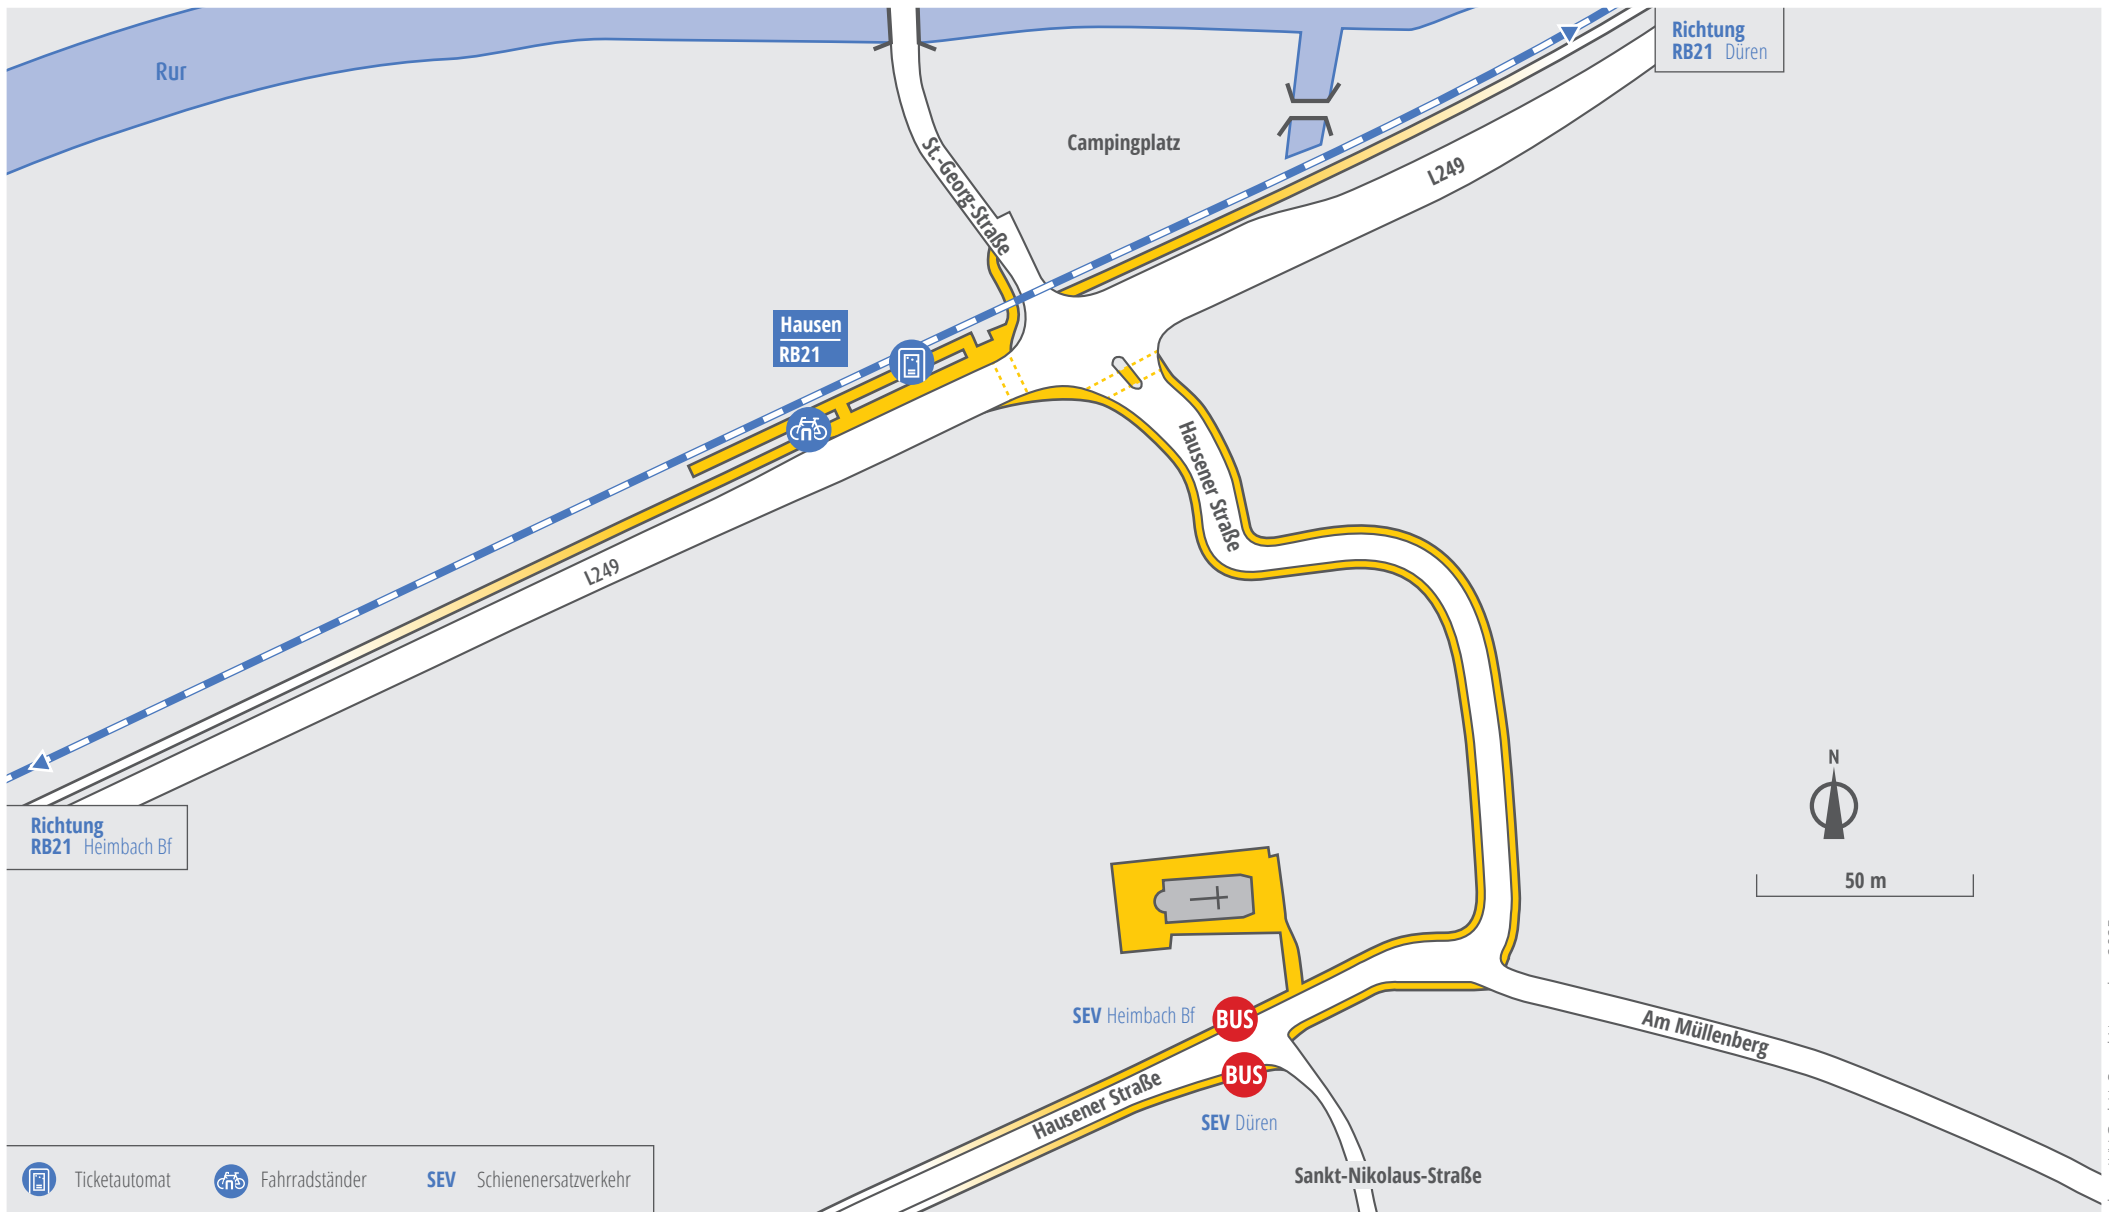 Richtung
RB21 Düren
Rur
Campingplatz
St.-Georg-Straße
L249
Hausen
RB21
Hausener Straße
L249
N
Richtung
RB21 Heimbach Bf
50 m
SEV Heimbach Bf
BUS
Am Müllenberg
BUS
Hausener Straße
SEV Düren
Sankt-Nikolaus-Straße
Ticketautomat
Fahrradständer
SEV Schienenersatzverkehr